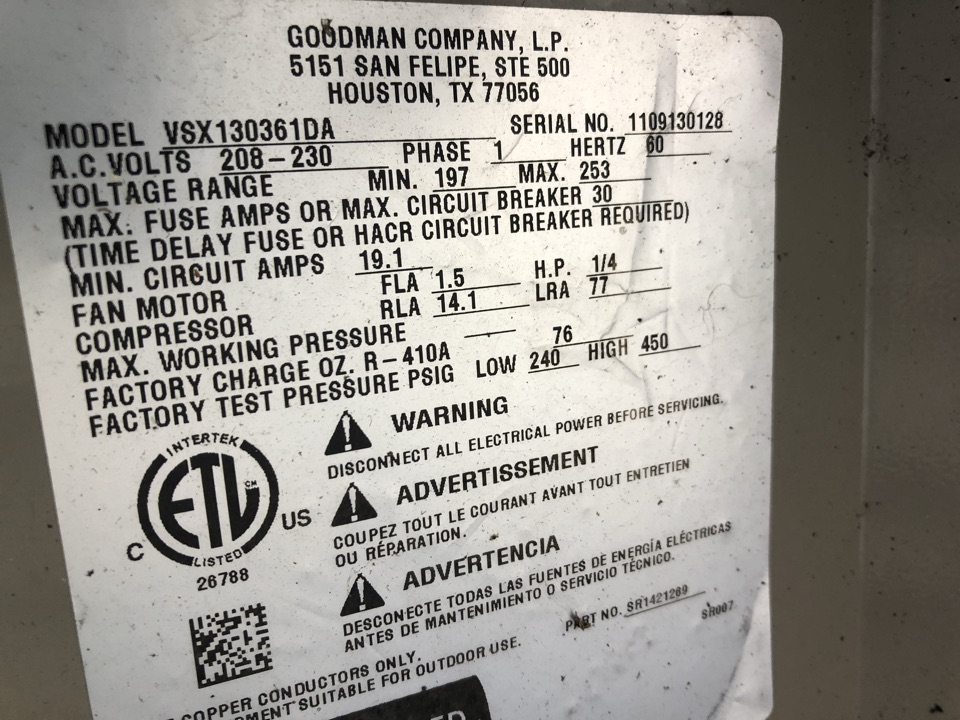 GOODMAN COMPANY, L.P.
5151 SAN FELIPE, STE 500
HOUSTON, TX 77056
MODEL VSX130361DA SERIAL NO. 1109130128
A.C.VOLTS 208-230 PHASE 1 HERTZ 60
VOLTAGE RANGE MIN. 197 MAX. 253
MAX. FUSE AMPS OR MAX. CIRCUIT BREAKER 30
(TIME DELAY FUSE OR HACR CIRCUIT BREAKER REQUIRED)
MIN. CIRCUIT AMPS 19.1
FAN MOTOR FLA 1.5 H.P. 1/4
COMPRESSOR RLA 14.1 LRA 77
MAX. WORKING PRESSURE
FACTORY CHARGE OZ. R-410A 76
FACTORY TEST PRESSURE PSIG LOW 240 HIGH 450
WARNING
DISCONNECT ALL ELECTRICAL POWER BEFORE SERVICING.
ADVERTISSEMENT
COUPEZ TOUT LE COURANT AVANT TOUT ENTRETIEN
OU RÉPARATION.
ADVERTENCIA
DESCONECTE TODAS LAS FUENTES DE ENERGÍA ELÉCTRICAS
ANTES DE MANTENIMIENTO O SERVICIO TÉCNICO.
INTERTEK
ETL CM
C US
LISTED
26788
PART NO. SR1421269
SR007
COPPER CONDUCTORS ONLY.
SUITABLE FOR OUTDOOR USE.